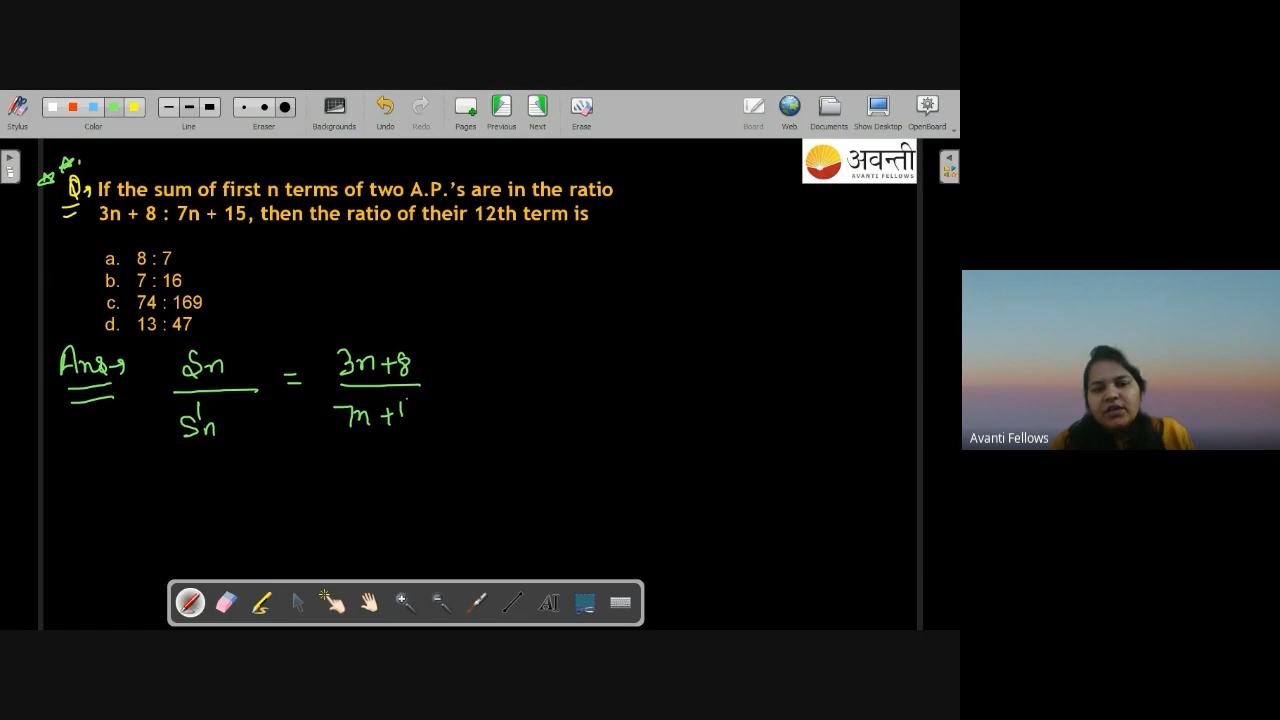 Stylus
Color
Line
Eraser
Backgrounds
Undo
Redo
Pages
Previous
Next
Erase
Board
Web
Documents
Show Desktop
OpenBoard
अवन्ती
AVANTI FELLOWS
Q, If the sum of first n terms of two A.P.'s are in the ratio
3n + 8 : 7n + 15, then the ratio of their 12th term is
a. 8 : 7
b. 7 : 16
c. 74 : 169
d. 13 : 47
Ans→ Sn = 3n+8
S'n 7n+1
AI
Avanti Fellows